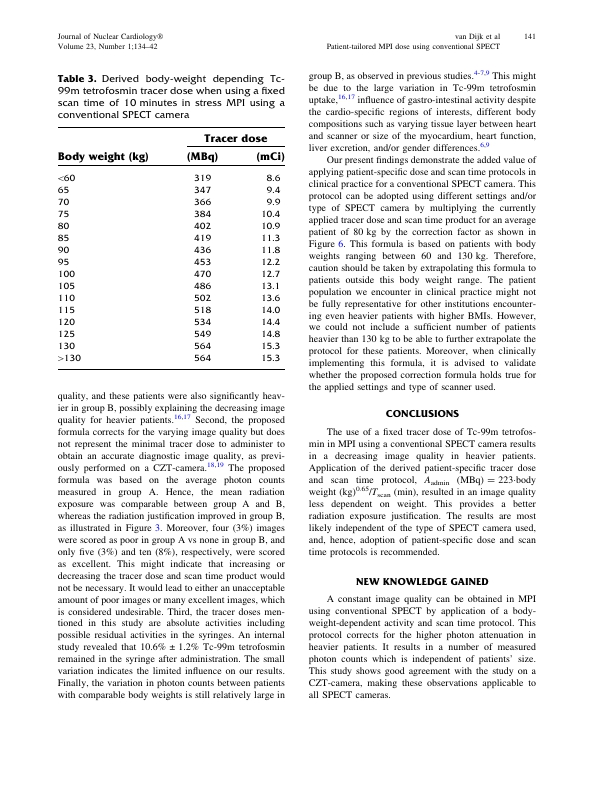 Journal of Nuclear Cardiology®
Volume 23, Number 1;134–42
van Dijk et al 141
Patient-tailored MPI dose using conventional SPECT
Table 3. Derived body-weight depending Tc-
99m tetrofosmin tracer dose when using a fixed
scan time of 10 minutes in stress MPI using a
conventional SPECT camera
Tracer dose
Body weight (kg) (MBq) (mCi)
<60 319 8.6
65 347 9.4
70 366 9.9
75 384 10.4
80 402 10.9
85 419 11.3
90 436 11.8
95 453 12.2
100 470 12.7
105 486 13.1
110 502 13.6
115 518 14.0
120 534 14.4
125 549 14.8
130 564 15.3
>130 564 15.3
quality, and these patients were also significantly heav-
ier in group B, possibly explaining the decreasing image
quality for heavier patients.16,17 Second, the proposed
formula corrects for the varying image quality but does
not represent the minimal tracer dose to administer to
obtain an accurate diagnostic image quality, as previ-
ously performed on a CZT-camera.18,19 The proposed
formula was based on the average photon counts
measured in group A. Hence, the mean radiation
exposure was comparable between group A and B,
whereas the radiation justification improved in group B,
as illustrated in Figure 3. Moreover, four (3%) images
were scored as poor in group A vs none in group B, and
only five (3%) and ten (8%), respectively, were scored
as excellent. This might indicate that increasing or
decreasing the tracer dose and scan time product would
not be necessary. It would lead to either an unacceptable
amount of poor images or many excellent images, which
is considered undesirable. Third, the tracer doses men-
tioned in this study are absolute activities including
possible residual activities in the syringes. An internal
study revealed that 10.6% ± 1.2% Tc-99m tetrofosmin
remained in the syringe after administration. The small
variation indicates the limited influence on our results.
Finally, the variation in photon counts between patients
with comparable body weights is still relatively large in
group B, as observed in previous studies.4-7,9 This might
be due to the large variation in Tc-99m tetrofosmin
uptake,16,17 influence of gastro-intestinal activity despite
the cardio-specific regions of interests, different body
compositions such as varying tissue layer between heart
and scanner or size of the myocardium, heart function,
liver excretion, and/or gender differences.6,9
Our present findings demonstrate the added value of
applying patient-specific dose and scan time protocols in
clinical practice for a conventional SPECT camera. This
protocol can be adopted using different settings and/or
type of SPECT camera by multiplying the currently
applied tracer dose and scan time product for an average
patient of 80 kg by the correction factor as shown in
Figure 6. This formula is based on patients with body
weights ranging between 60 and 130 kg. Therefore,
caution should be taken by extrapolating this formula to
patients outside this body weight range. The patient
population we encounter in clinical practice might not
be fully representative for other institutions encounter-
ing even heavier patients with higher BMIs. However,
we could not include a sufficient number of patients
heavier than 130 kg to be able to further extrapolate the
protocol for these patients. Moreover, when clinically
implementing this formula, it is advised to validate
whether the proposed correction formula holds true for
the applied settings and type of scanner used.
CONCLUSIONS
The use of a fixed tracer dose of Tc-99m tetrofos-
min in MPI using a conventional SPECT camera results
in a decreasing image quality in heavier patients.
Application of the derived patient-specific tracer dose
and scan time protocol, Aadmin (MBq) = 223·body
weight (kg)0.65/Tscan (min), resulted in an image quality
less dependent on weight. This provides a better
radiation exposure justification. The results are most
likely independent of the type of SPECT camera used,
and, hence, adoption of patient-specific dose and scan
time protocols is recommended.
NEW KNOWLEDGE GAINED
A constant image quality can be obtained in MPI
using conventional SPECT by application of a body-
weight-dependent activity and scan time protocol. This
protocol corrects for the higher photon attenuation in
heavier patients. It results in a number of measured
photon counts which is independent of patients' size.
This study shows good agreement with the study on a
CZT-camera, making these observations applicable to
all SPECT cameras.